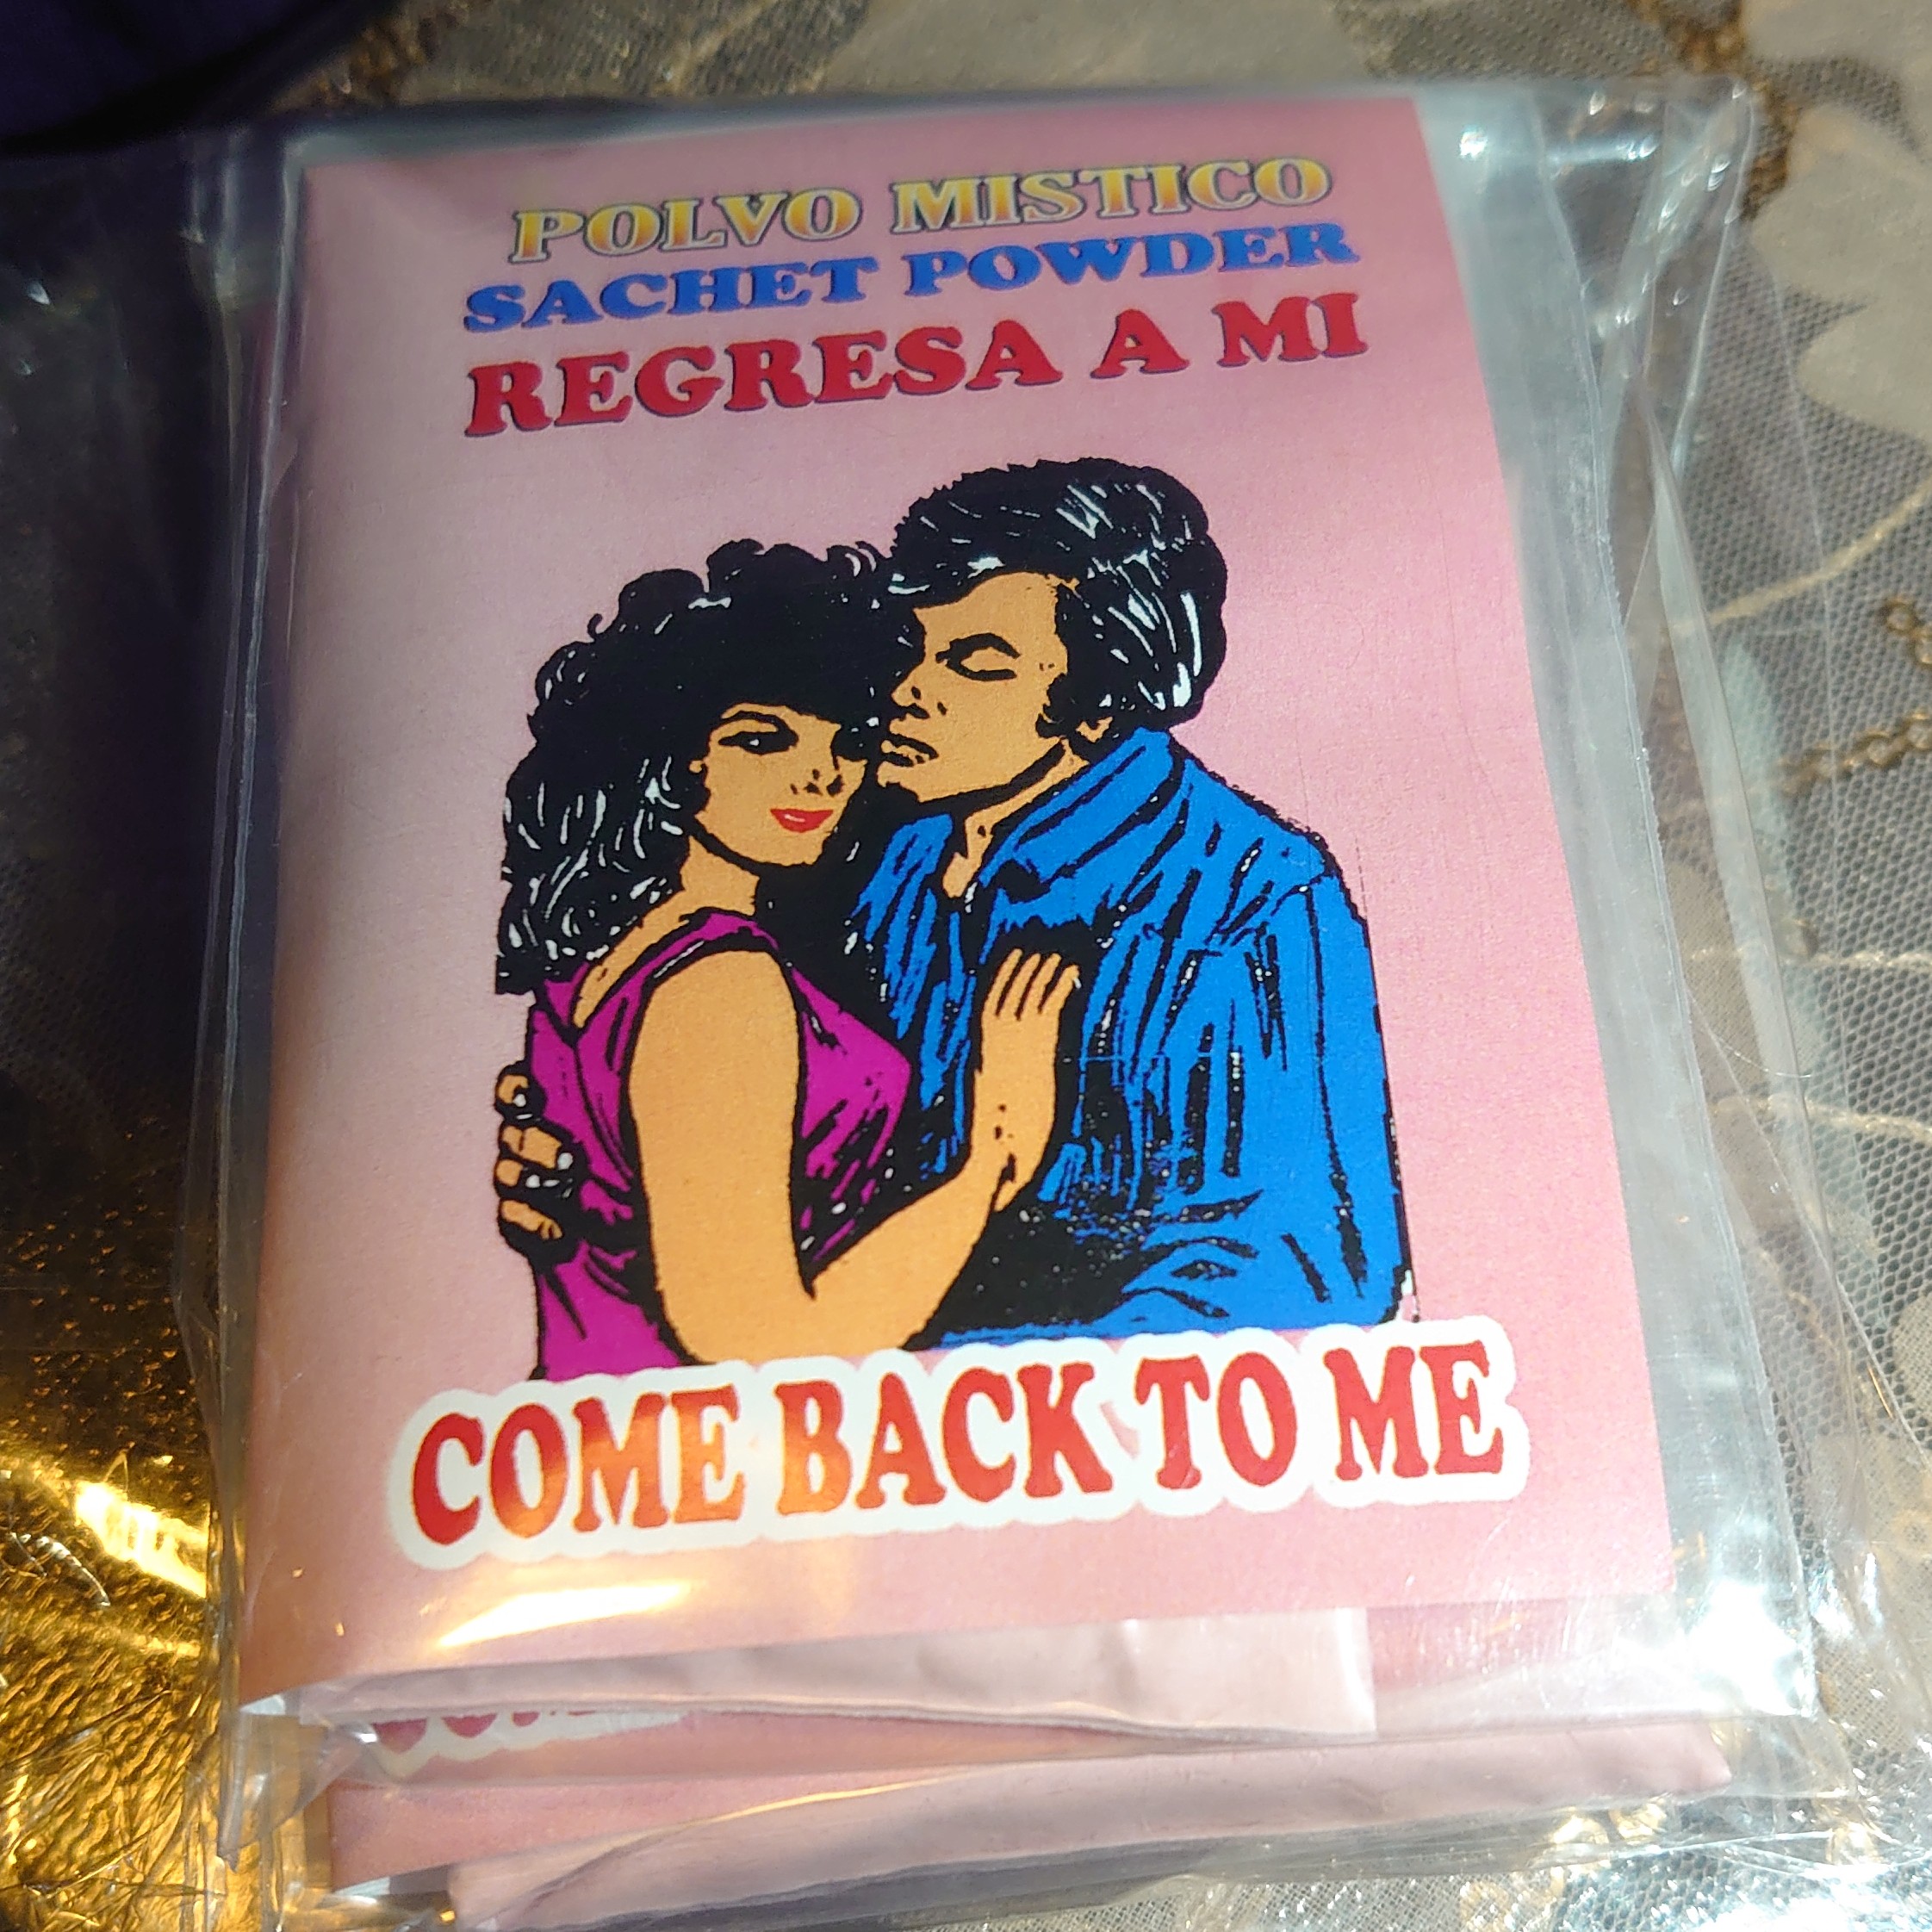 POLVO MISTICO
SACHET POWDER
REGRESA A MI
COME BACK TO ME